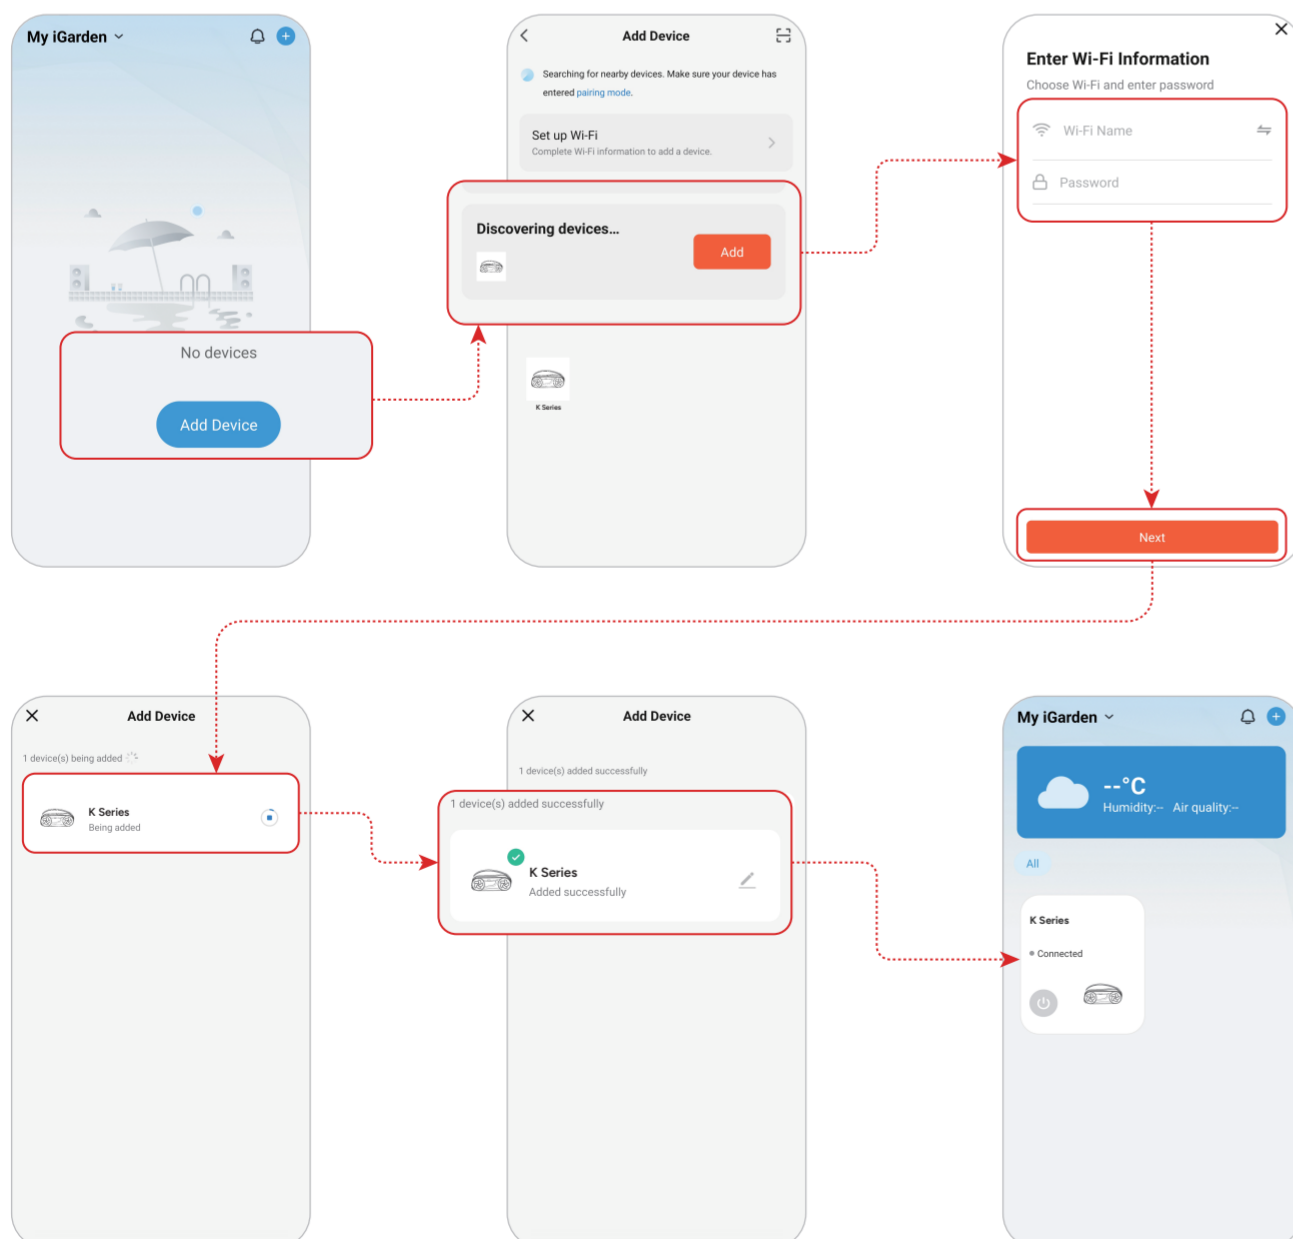 My iGarden
No devices
Add Device
Add Device
Searching for nearby devices. Make sure your device has
entered pairing mode.
Set up Wi-Fi
Complete Wi-Fi information to add a device.
Discovering devices...
Add
K Series
Enter Wi-Fi Information
Choose Wi-Fi and enter password
Wi-Fi Name
Password
Next
Add Device
1 device(s) being added
K Series
Being added
Add Device
1 device(s) added successfully
1 device(s) added successfully
K Series
Added successfully
My iGarden
--°C
Humidity:-- Air quality:--
All
K Series
Connected